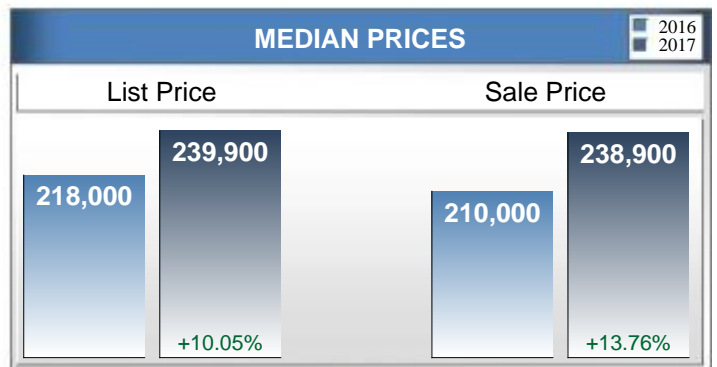 MEDIAN PRICES
2016
2017
List Price
Sale Price
218,000
239,900
+10.05%
210,000
238,900
+13.76%